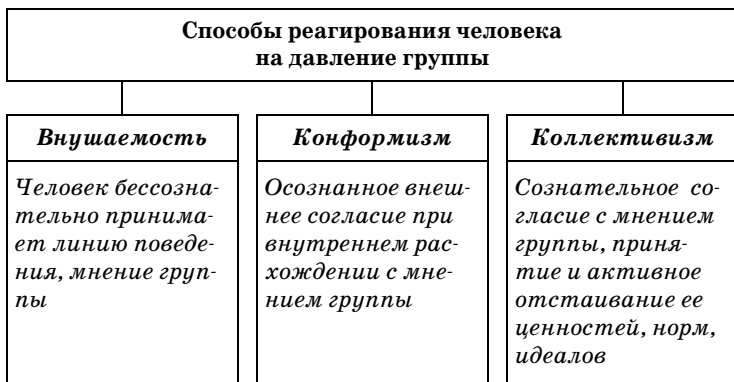 Способы реагирования человека
на давление группы
Внушаемость
Человек бессозна-
тельно принима-
ет линию поведе-
ния, мнение груп-
пы
Конформизм
Осознанное внеш-
нее согласие при
внутреннем рас-
хождении с мне-
нием группы
Коллективизм
Сознательное со-
гласие с мнением
группы, приня-
тие и активное
отстаивание ее
ценностей, норм,
идеалов